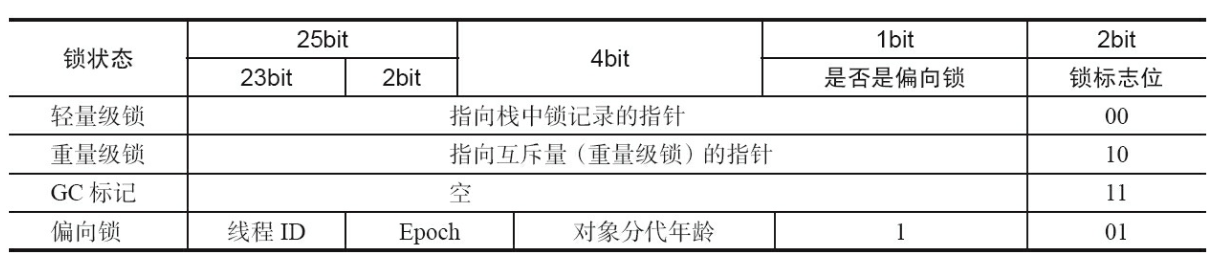 锁状态 25bit 4bit 1bit 2bit
23bit 2bit 是否是偏向锁 锁标志位
轻量级锁 指向栈中锁记录的指针 00
重量级锁 指向互斥量（重量级锁）的指针 10
GC 标记 空 11
偏向锁 线程 ID Epoch 对象分代年龄 1 01